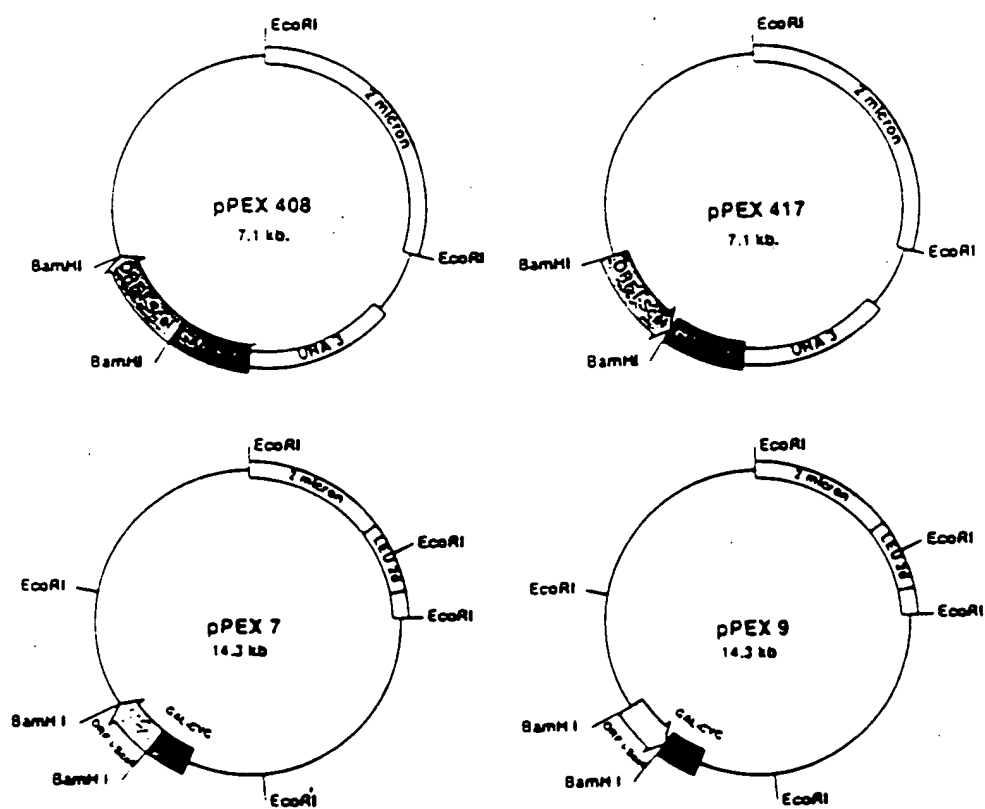 EcoRI
2 micron
pPEX 408
7.1 kb.
EcoRI
BamHI
BamHI
URA 3
EcoRI
2 micron
pPEX 417
7.1 kb.
EcoRI
BamHI
BamHI
URA 3
EcoRI
2 micron
EcoRI
EcoRI
EcoRI
pPEX 7
14.3 kb
BamH I
GAL-CYC
BamH I
EcoRI
EcoRI
2 micron
EcoRI
EcoRI
EcoRI
pPEX 9
14.3 kb
BamH I
GAL-CYC
BamH I
EcoRI